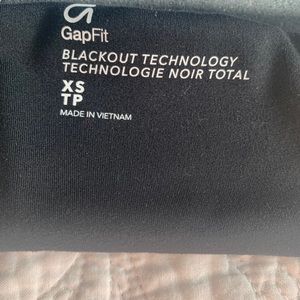 GapFit
BLACKOUT TECHNOLOGY
TECHNOLOGIE NOIR TOTAL
XS
TP
MADE IN VIETNAM